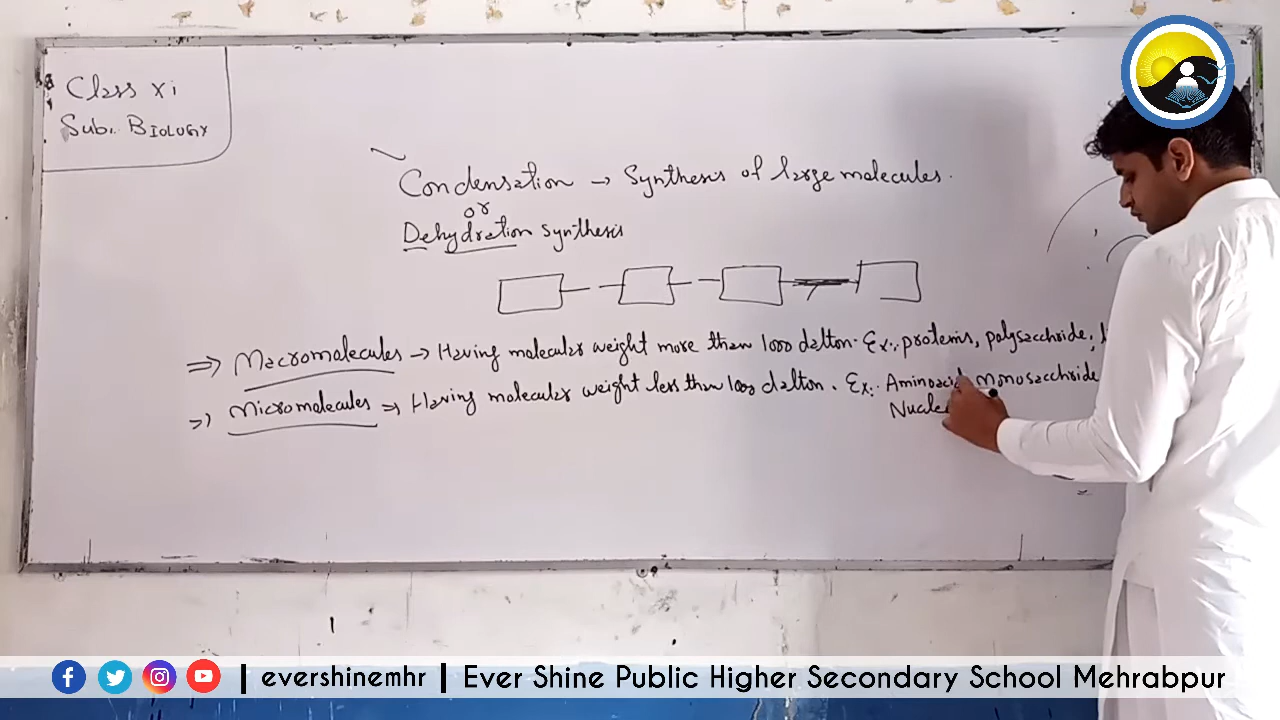 Class xi
Sub:. BIOLOGY
Condensation → Synthesis of large molecules.
or
Dehydration synthesis
⇒ Macromolecules → Having molecular weight more than 1000 dalton. Ex:. proteins, polysacchride,
→ Micromolecules ⇒ Having molecular weight less than 1000 dalton. Ex:. Aminoacid, monosacchride
Nucle
| evershinemhr | Ever Shine Public Higher Secondary School Mehrabpur